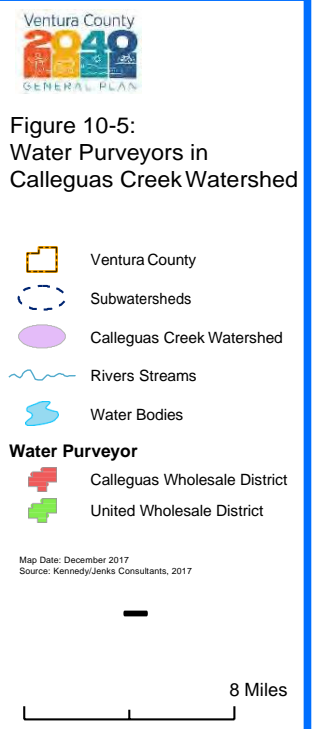 Ventura County
2040
GENERAL PLAN
Figure 10-5:
Water Purveyors in
Calleguas Creek Watershed
Ventura County
Subwatersheds
Calleguas Creek Watershed
Rivers Streams
Water Bodies
Water Purveyor
Calleguas Wholesale District
United Wholesale District
Map Date: December 2017
Source: Kennedy/Jenks Consultants, 2017
8 Miles